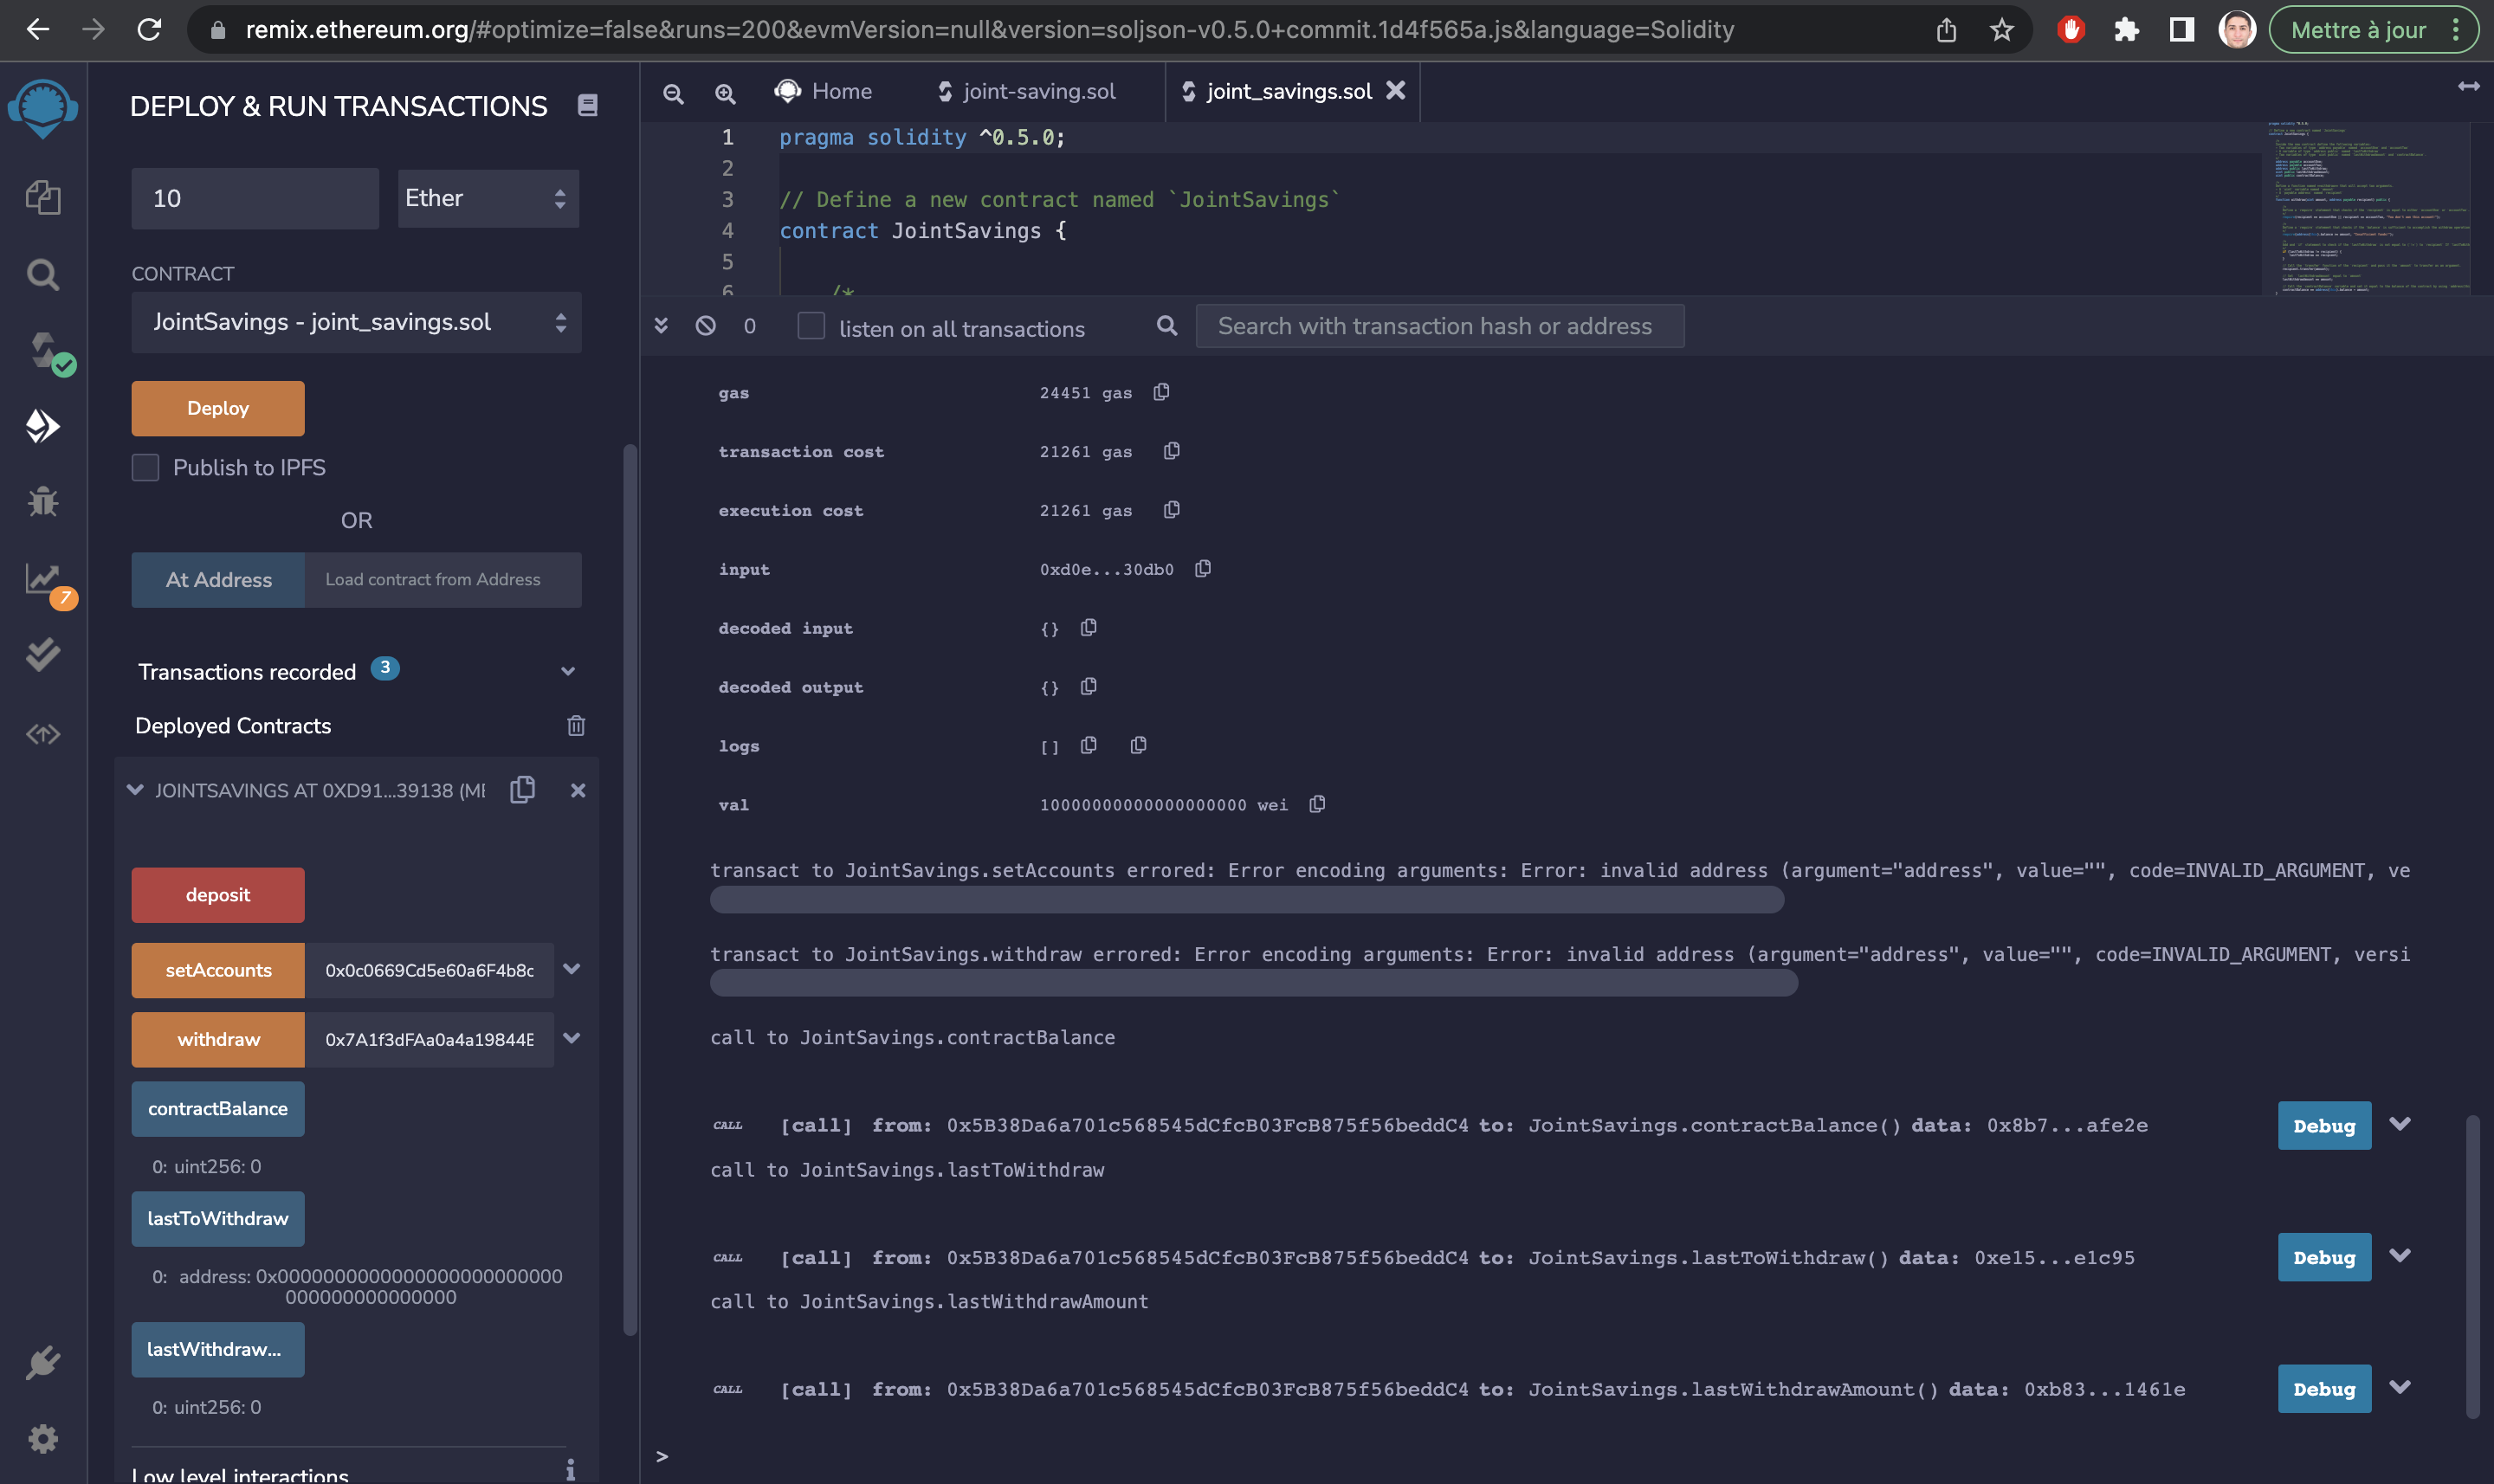 remix.ethereum.org/#optimize=false&runs=200&evmVersion=null&version=soljson-v0.5.0+commit.1d4f565a.js&language=Solidity
Mettre à jour
DEPLOY & RUN TRANSACTIONS
10
Ether
CONTRACT
JointSavings - joint_savings.sol
Deploy
Publish to IPFS
OR
At Address
Load contract from Address
Transactions recorded 3
Deployed Contracts
JOINTSAVINGS AT 0XD91...39138 (ME
deposit
setAccounts 0x0c0669Cd5e60a6F4b8c
withdraw 0x7A1f3dFAa0a4a19844E
contractBalance
0: uint256: 0
lastToWithdraw
0: address: 0x0000000000000000000000000
000000000000000
lastWithdraw...
0: uint256: 0
Low level interactions
7
Home
joint-saving.sol
joint_savings.sol
1 pragma solidity ^0.5.0;
2
3 // Define a new contract named `JointSavings`
4 contract JointSavings {
5
6 /*
0
listen on all transactions
Search with transaction hash or address
gas 24451 gas
transaction cost 21261 gas
execution cost 21261 gas
input 0xd0e...30db0
decoded input {}
decoded output {}
logs []
val 10000000000000000000 wei
transact to JointSavings.setAccounts errored: Error encoding arguments: Error: invalid address (argument="address", value="", code=INVALID_ARGUMENT, ve
transact to JointSavings.withdraw errored: Error encoding arguments: Error: invalid address (argument="address", value="", code=INVALID_ARGUMENT, versi
call to JointSavings.contractBalance
CALL [call] from: 0x5B38Da6a701c568545dCfcB03FcB875f56beddC4 to: JointSavings.contractBalance() data: 0x8b7...afe2e
Debug
call to JointSavings.lastToWithdraw
CALL [call] from: 0x5B38Da6a701c568545dCfcB03FcB875f56beddC4 to: JointSavings.lastToWithdraw() data: 0xe15...e1c95
Debug
call to JointSavings.lastWithdrawAmount
CALL [call] from: 0x5B38Da6a701c568545dCfcB03FcB875f56beddC4 to: JointSavings.lastWithdrawAmount() data: 0xb83...1461e
Debug
>